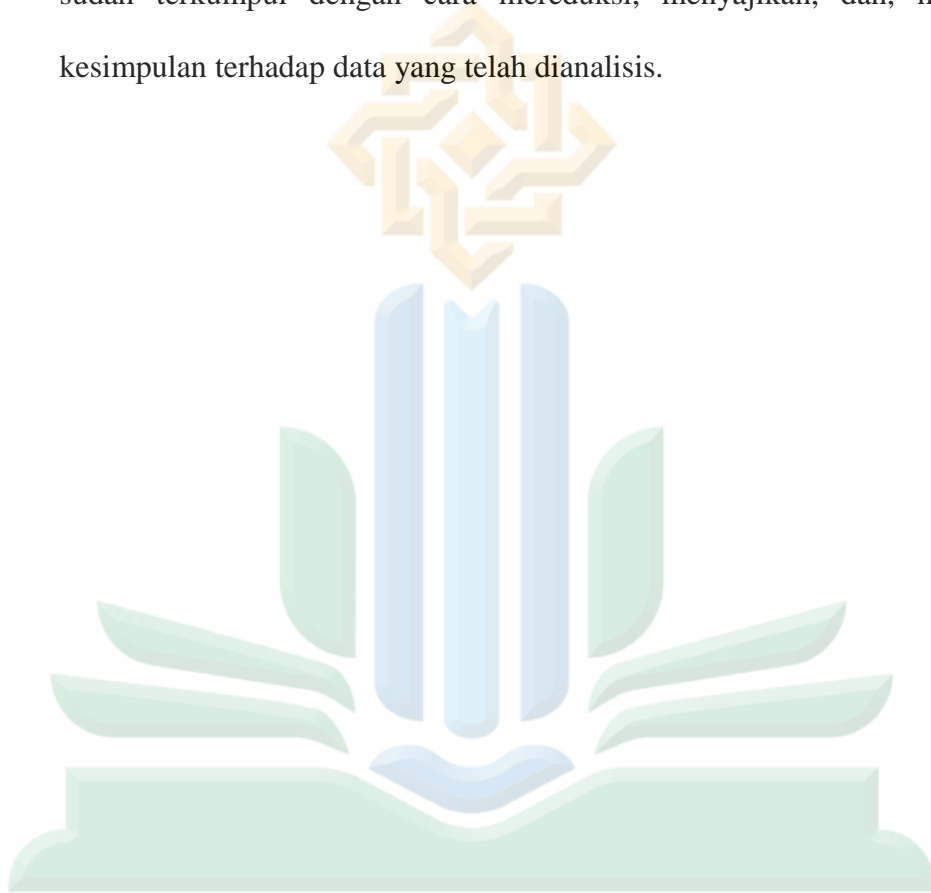 sudah terkumpul dengan cara mereduksi, menyajikan, dan,
kesimpulan terhadap data yang telah dianalisis.